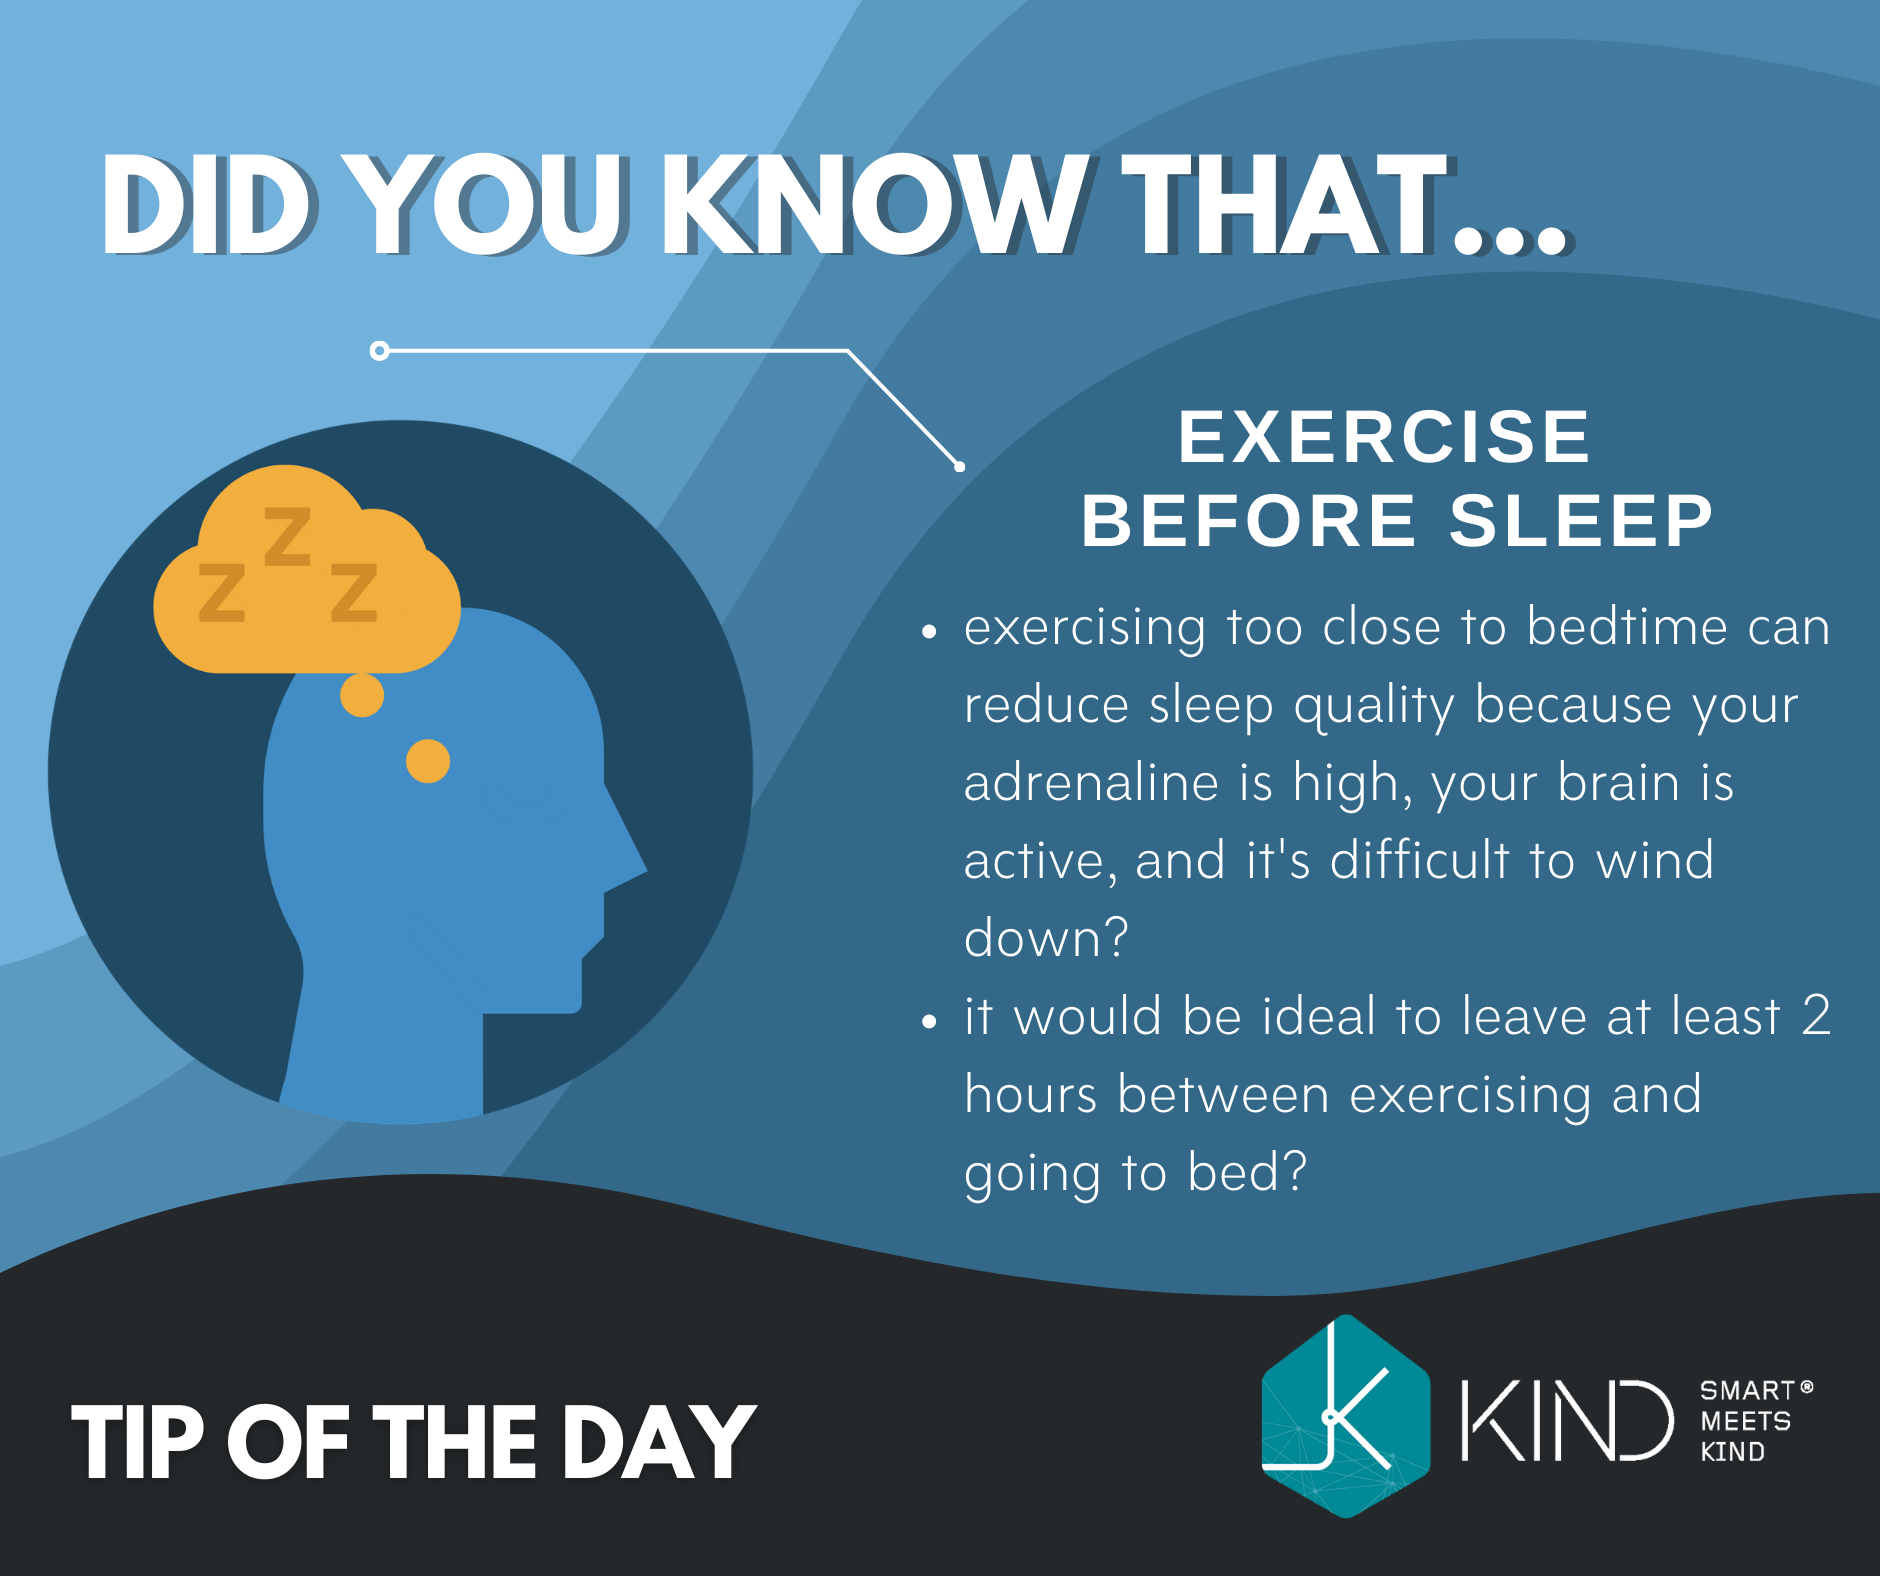 DID YOU KNOW THAT...
Z
Z Z
EXERCISE
BEFORE SLEEP
• exercising too close to bedtime can
reduce sleep quality because your
adrenaline is high, your brain is
active, and it's difficult to wind
down?
• it would be ideal to leave at least 2
hours between exercising and
going to bed?
TIP OF THE DAY
K
KIND
SMART®
MEETS
KIND